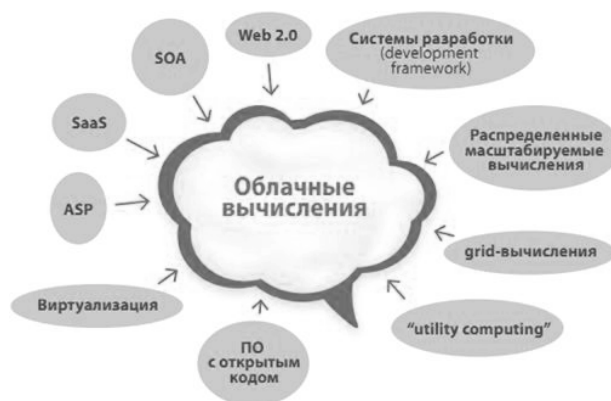 Web 2.0
Системы разработки
(development
framework)
SOA
SaaS
Распределенные
масштабируемые
вычисления
Облачные
вычисления
ASP
grid-вычисления
Виртуализация
“utility computing”
ПО
с открытым
кодом